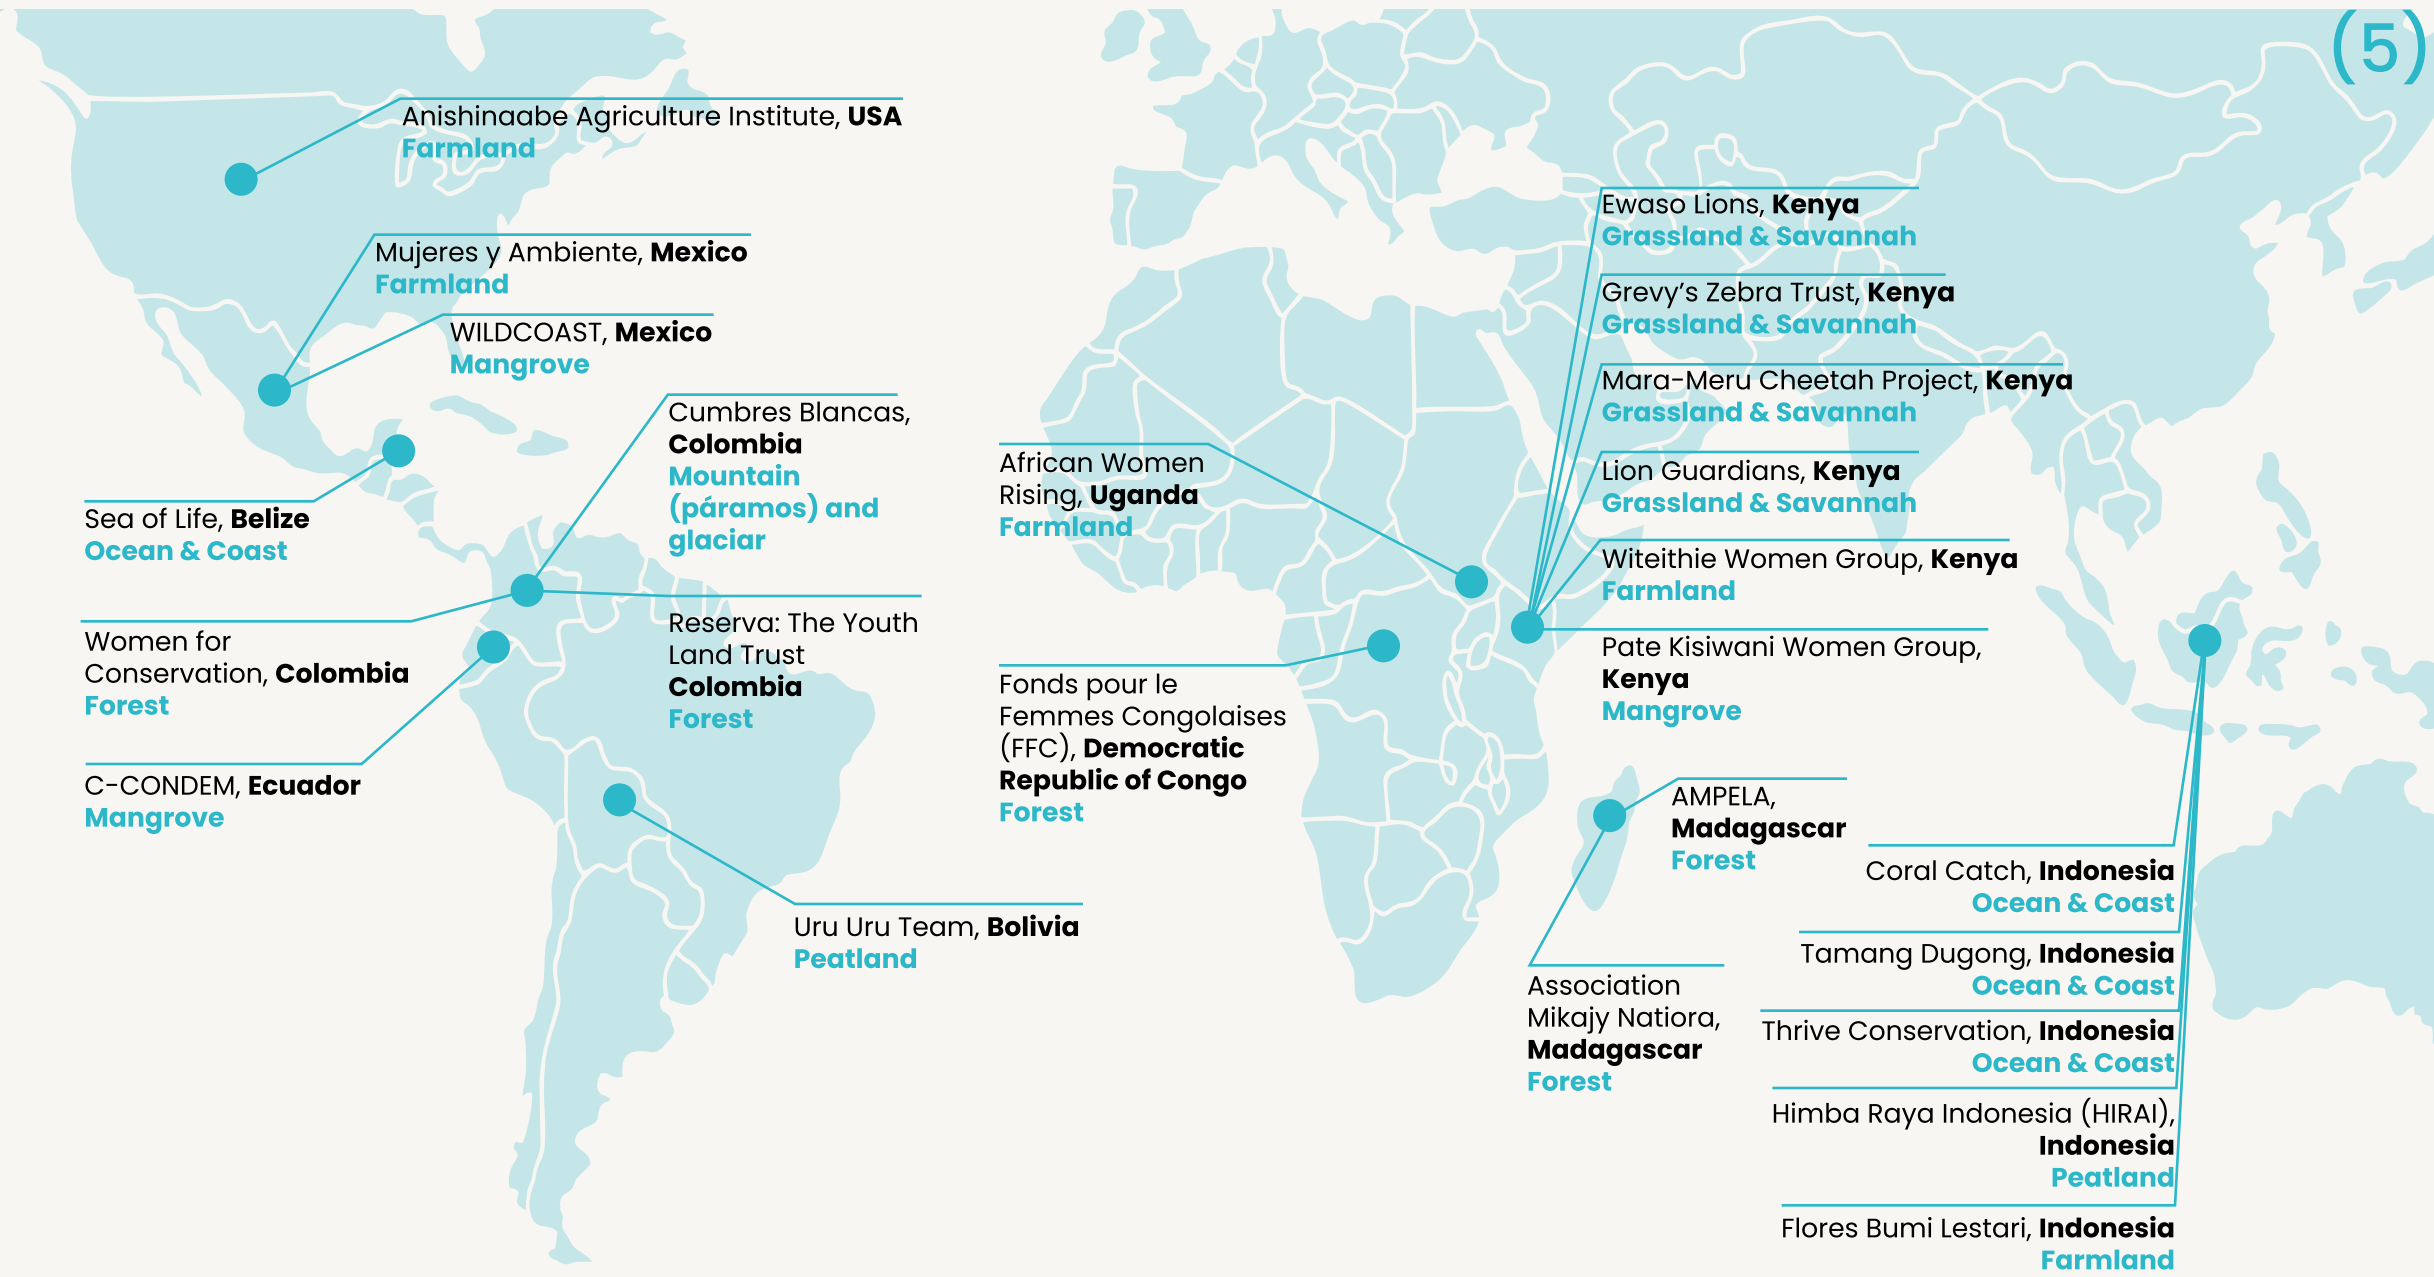 (5)
Anishinaabe Agriculture Institute, USA
Farmland
Mujeres y Ambiente, Mexico
Farmland
WILDCOAST, Mexico
Mangrove
Cumbres Blancas,
Colombia
Mountain
(páramos) and
glaciar
Sea of Life, Belize
Ocean & Coast
Women for
Conservation, Colombia
Forest
Reserva: The Youth
Land Trust
Colombia
Forest
C-CONDEM, Ecuador
Mangrove
Uru Uru Team, Bolivia
Peatland
African Women
Rising, Uganda
Farmland
Fonds pour le
Femmes Congolaises
(FFC), Democratic
Republic of Congo
Forest
Ewaso Lions, Kenya
Grassland & Savannah
Grevy’s Zebra Trust, Kenya
Grassland & Savannah
Mara-Meru Cheetah Project, Kenya
Grassland & Savannah
Lion Guardians, Kenya
Grassland & Savannah
Witeithie Women Group, Kenya
Farmland
Pate Kisiwani Women Group,
Kenya
Mangrove
AMPELA,
Madagascar
Forest
Association
Mikajy Natiora,
Madagascar
Forest
Coral Catch, Indonesia
Ocean & Coast
Tamang Dugong, Indonesia
Ocean & Coast
Thrive Conservation, Indonesia
Ocean & Coast
Himba Raya Indonesia (HIRAI),
Indonesia
Peatland
Flores Bumi Lestari, Indonesia
Farmland